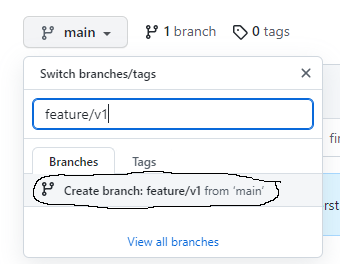 main 1 branch 0 tags
Switch branches/tags
feature/v1
Branches Tags
fir
Create branch: feature/v1 from 'main'
rst
View all branches